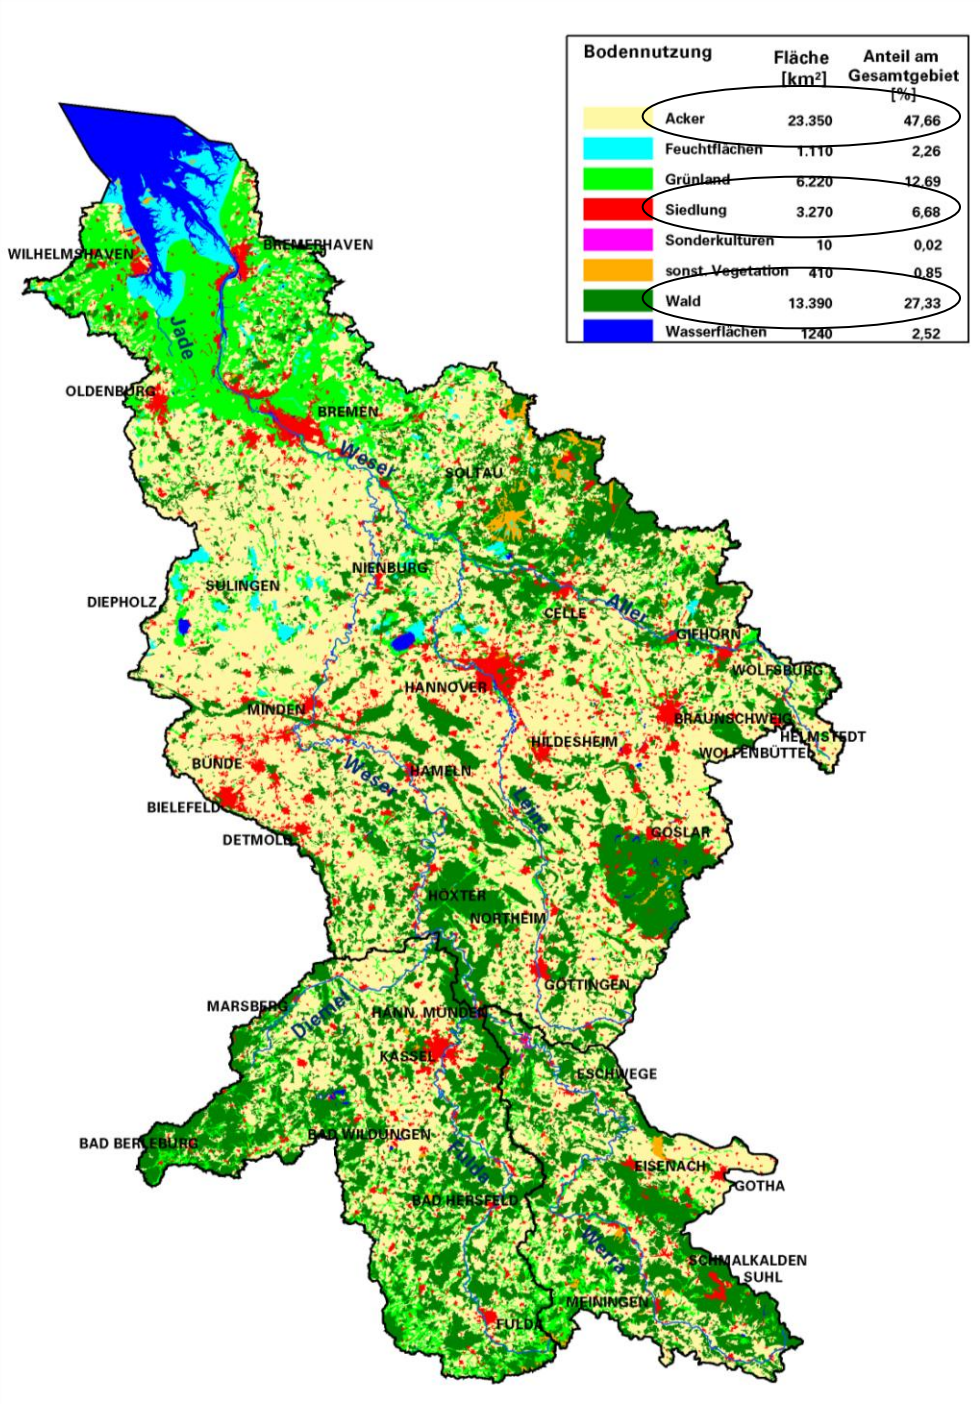 Bodennutzung Fläche [km²] Anteil am Gesamtgebiet [%]
Acker 23.350 47,66
Feuchtflächen 1.110 2,26
Grünland 6.220 12,69
Siedlung 3.270 6,68
Sonderkulturen 10 0,02
sonst. Vegetation 410 0,85
Wald 13.390 27,33
Wasserflächen 1240 2,52
BREMERHAVEN
WILHELMSHAVEN
Jade
OLDENBURG
BREMEN
Weser
SOLTAU
NIENBURG
SULINGEN
DIEPHOLZ
CELLE
Aller
GIFHORN
WOLFSBURG
HANNOVER
MINDEN
BRAUNSCHWEIG
HELMSTEDT
HILDESHEIM
WOLFENBÜTTEL
BÜNDE
Weser
HAMELN
BIELEFELD
Leine
GOSLAR
DETMOLD
HÖXTER
NORTHEIM
GÖTTINGEN
MARSBERG
Diemel
HANN. MÜNDEN
KASSEL
ESCHWEGE
BAD BERLEBURG
BAD WILDUNGEN
Fulda
EISENACH
GOTHA
BAD HERSFELD
Werra
SCHMALKALDEN
SUHL
MEININGEN
FULDA